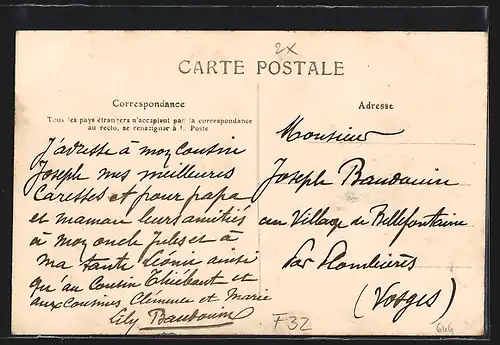 2x
CARTE POSTALE
Correspondance
Tous les pays étrangers n'acceptent pas la correspondance
au recto, se renseigner à la Poste
J'adresse à mon Cousin
Joseph mes meilleures
Caresses et pour papa
et maman leurs amitiés
à mon oncle Jules et à
ma tante Léonie ainsi
qu'au Cousin Thiébaut et
aux cousines Clémence et Marie
Lily Baudouin
Adresse
Monsieur
Joseph Baudouin
au Village de Bellefontaine
Par Plombières
(Vosges)
F32
644